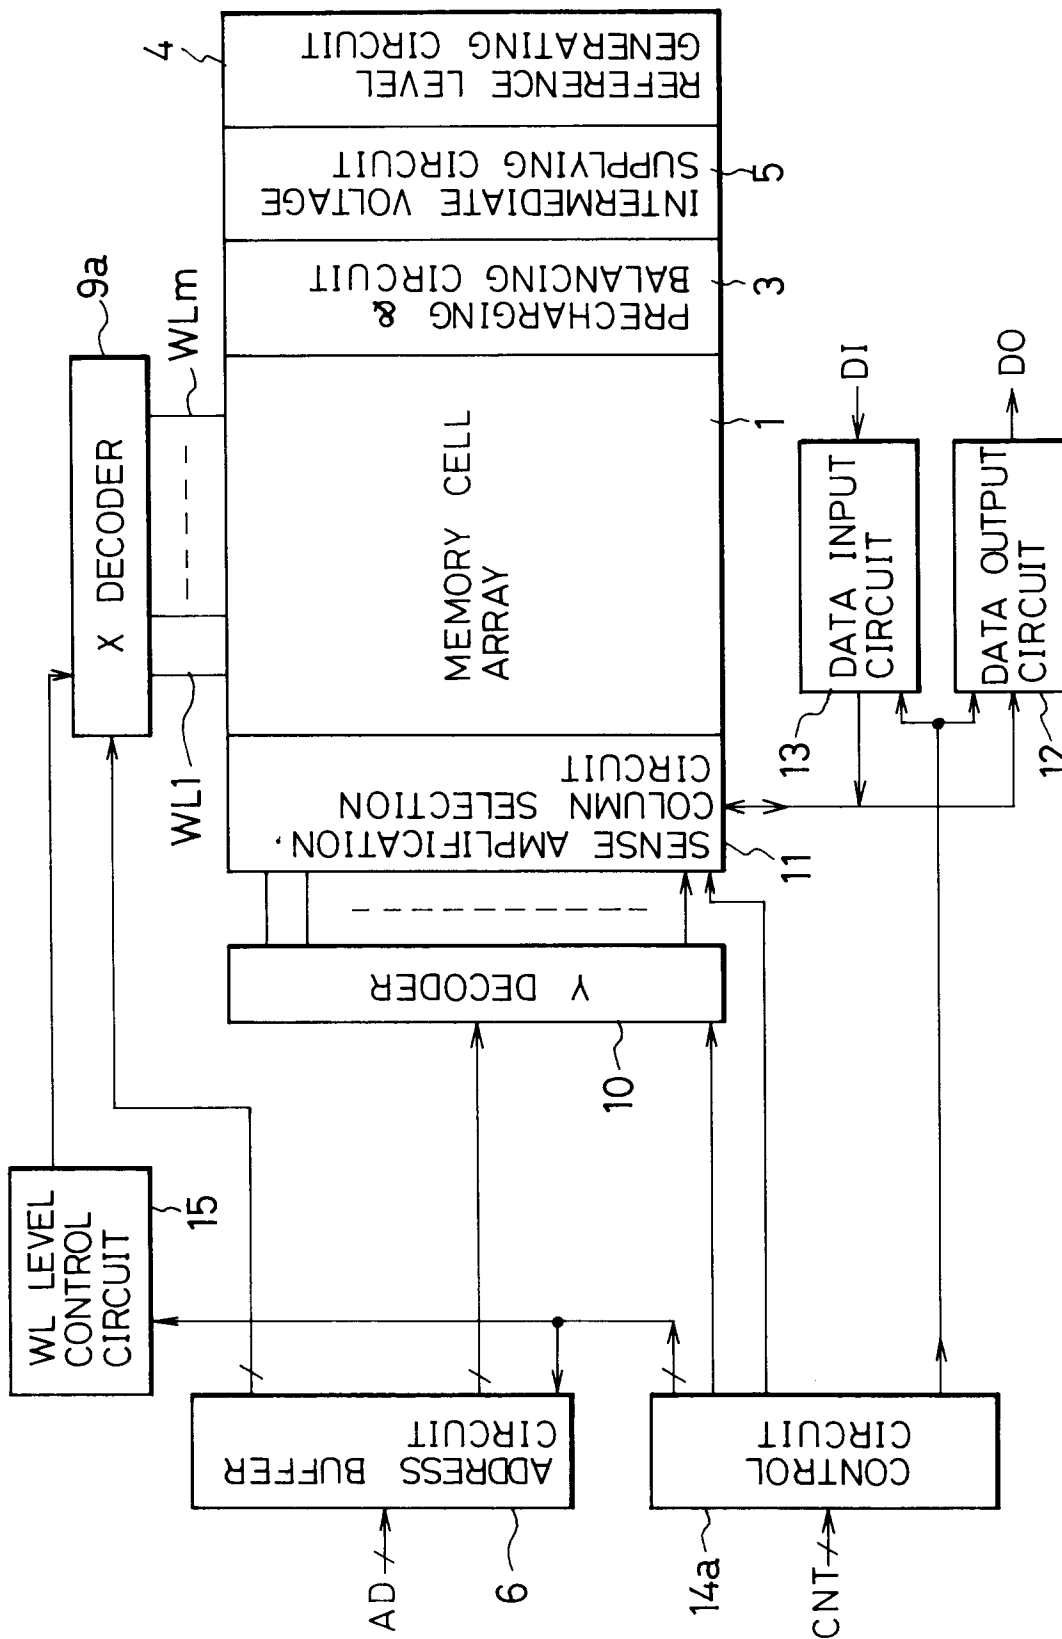 WL LEVEL
CONTROL
CIRCUIT
15
X DECODER
9a
WL1
WLm
4
REFERENCE LEVEL
GENERATING CIRCUIT
INTERMEDIATE VOLTAGE
SUPPLYING CIRCUIT
5
PRECHARGING &
BALANCING CIRCUIT
3
MEMORY CELL
ARRAY
1
SENSE AMPLIFICATION.
COLUMN SELECTION
CIRCUIT
11
Y DECODER
10
ADDRESS BUFFER
CIRCUIT
AD
6
CONTROL
CIRCUIT
14a
CNT
DATA INPUT
CIRCUIT
13
DI
DATA OUTPUT
CIRCUIT
12
DO